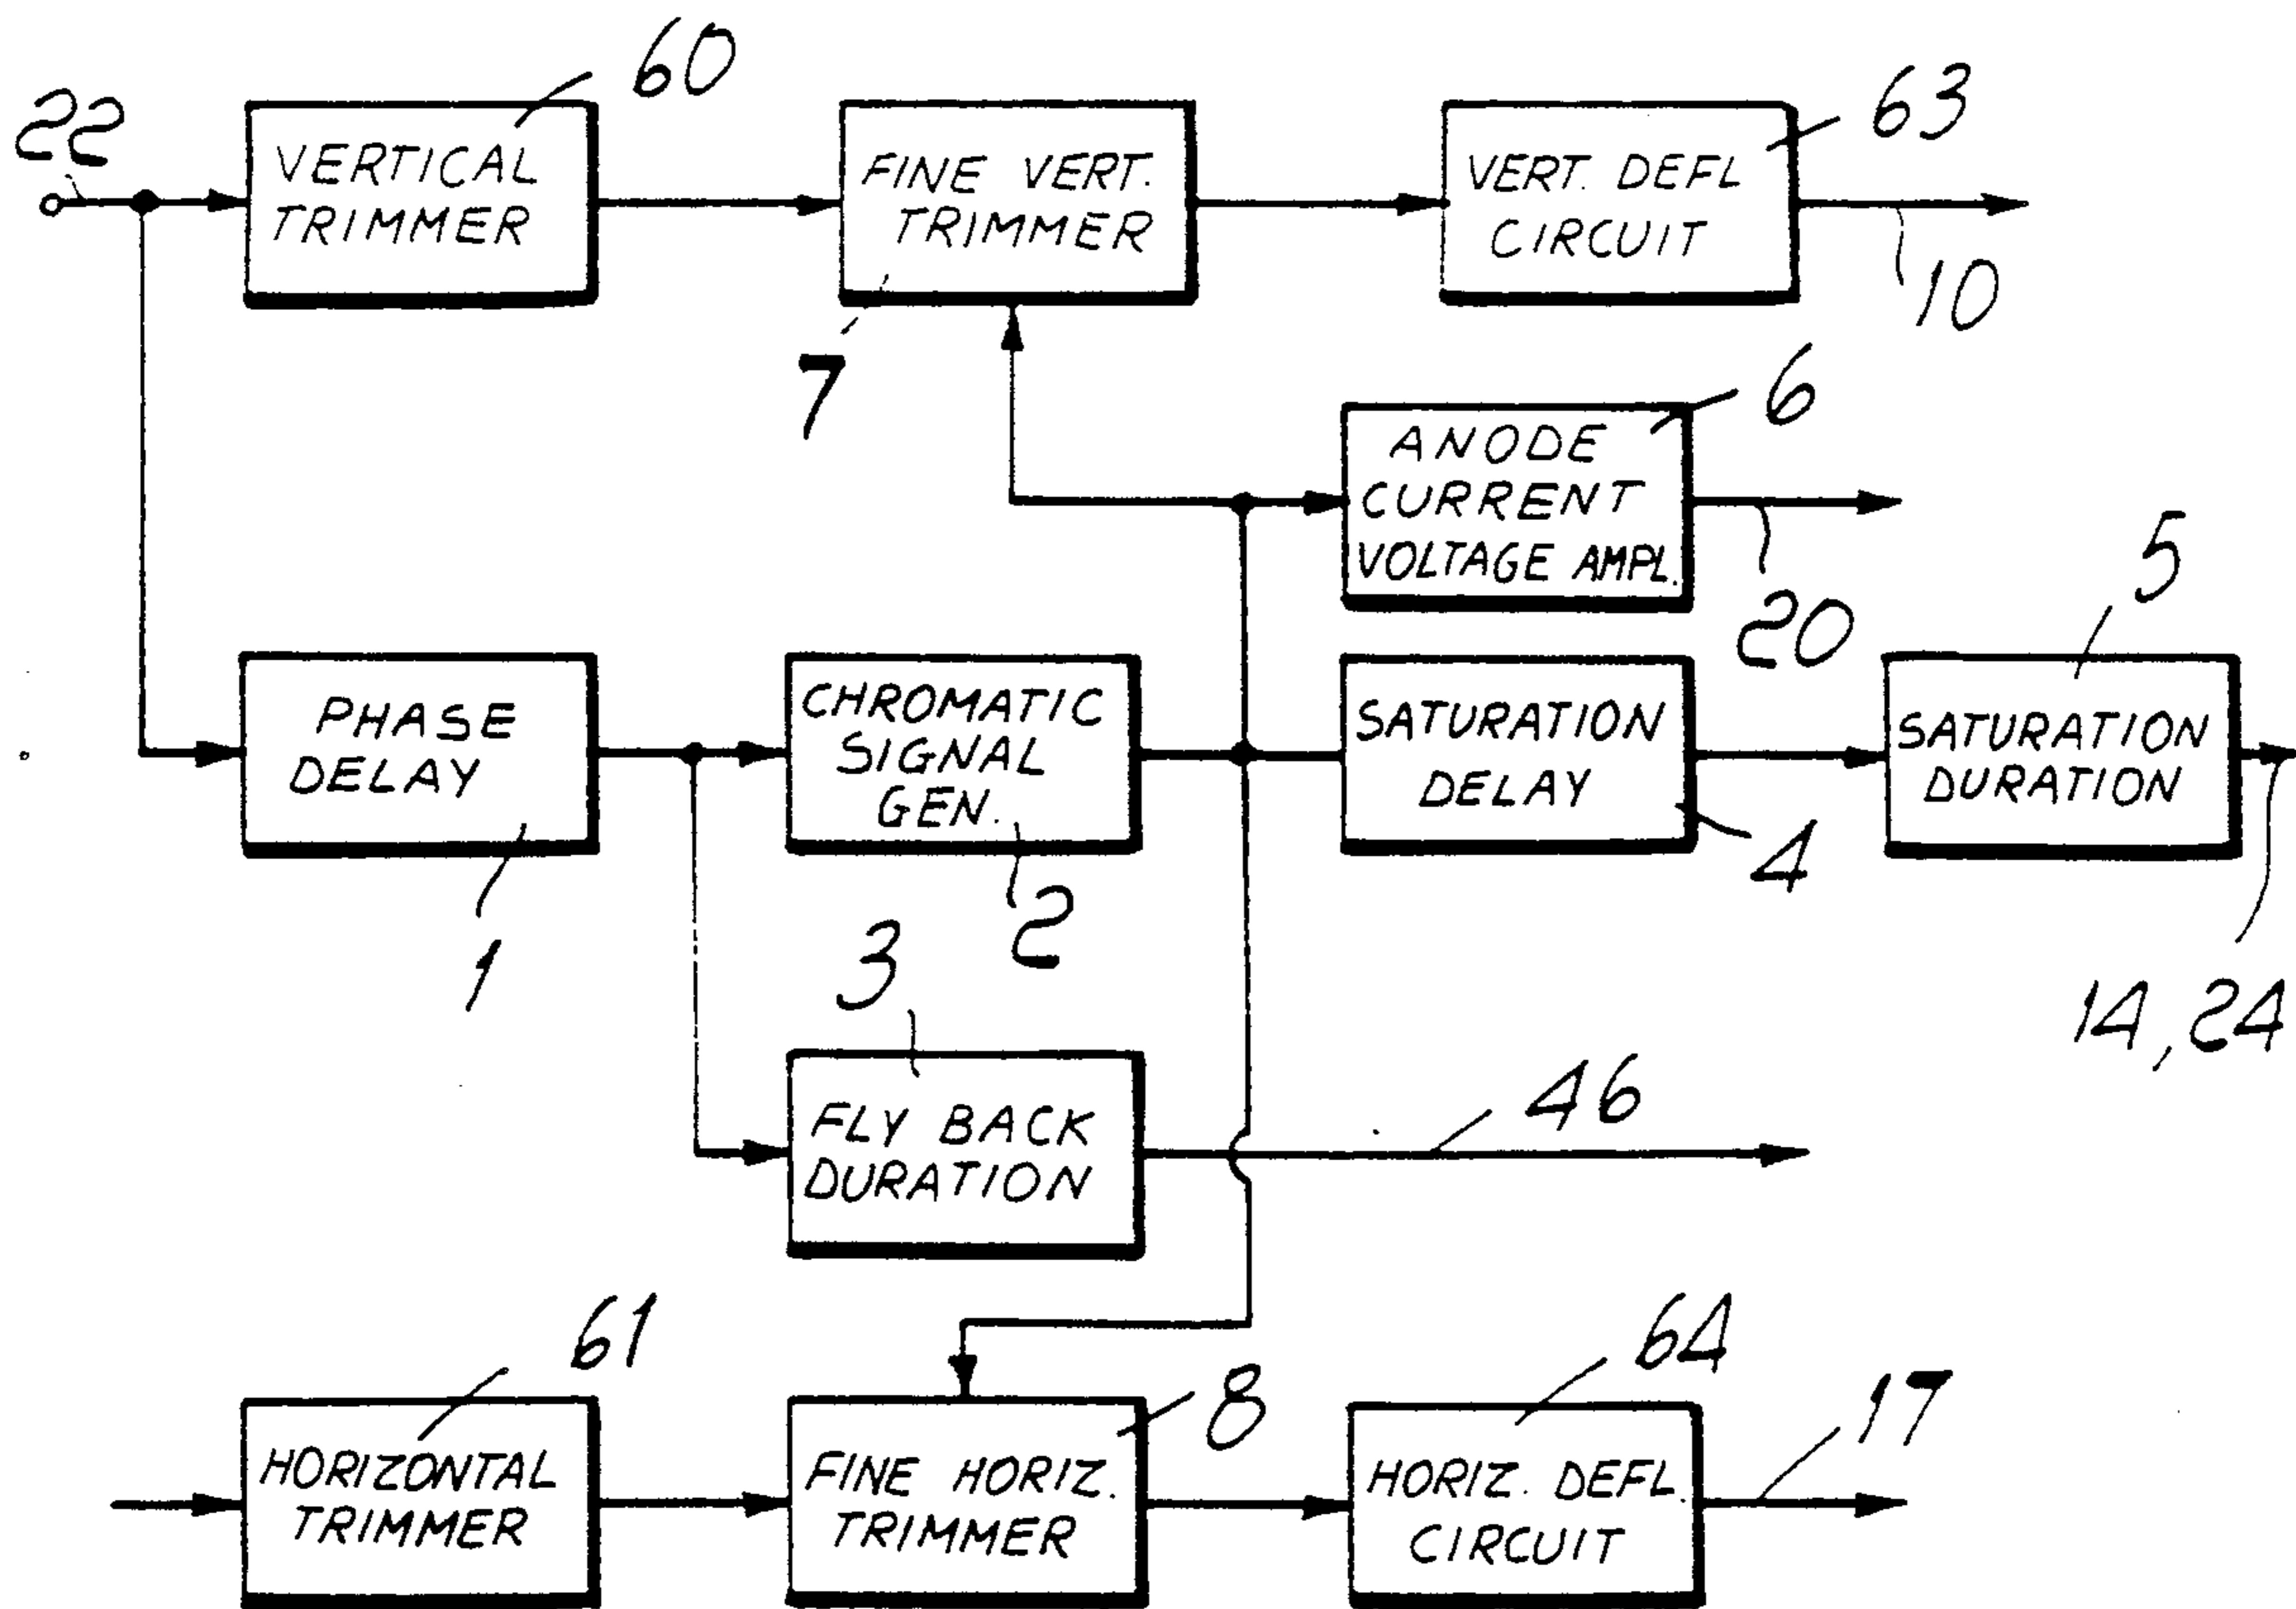 22
60
VERTICAL
TRIMMER
FINE VERT.
TRIMMER
7
VERT. DEFL
CIRCUIT
63
10
ANODE
CURRENT
VOLTAGE AMPL.
6
20
PHASE
DELAY
1
CHROMATIC
SIGNAL
GEN.
2
SATURATION
DELAY
4
SATURATION
DURATION
5
14, 24
3
FLY BACK
DURATION
46
61
HORIZONTAL
TRIMMER
FINE HORIZ.
TRIMMER
8
HORIZ. DEFL.
CIRCUIT
64
17